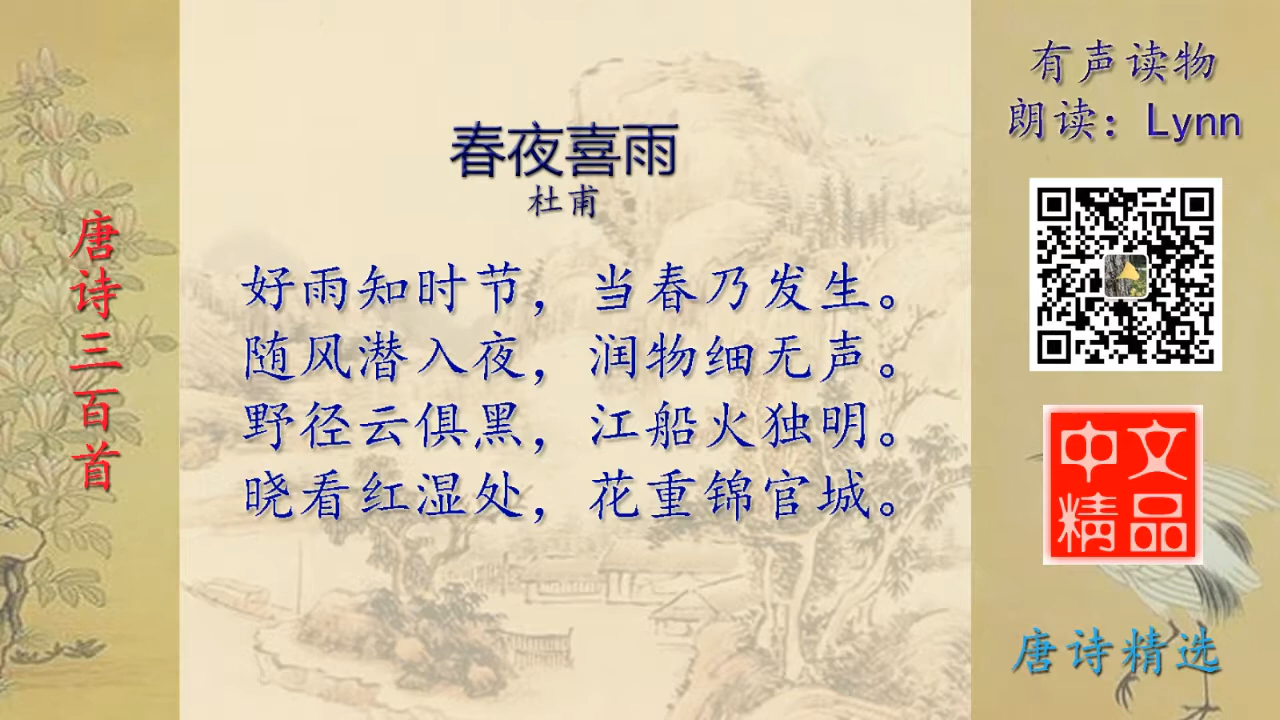 唐诗三百首
春夜喜雨
杜甫
好雨知时节，当春乃发生。
随风潜入夜，润物细无声。
野径云俱黑，江船火独明。
晓看红湿处，花重锦官城。
有声读物
朗读：Lynn
中文
精品
唐诗精选